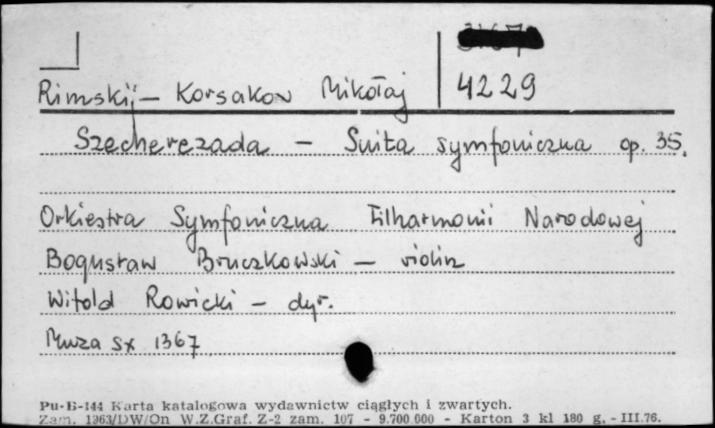 Rimskij – Korsakow Mikołaj 4229
Szecherezada – Suita symfoniczna op. 35.
Orkiestra Symfoniczna Filharmonii Narodowej
Bogusław Bruczkowski – violin
Witold Rowicki – dyr.
Muza SX 1367
Pu-B-144 Karta katalogowa wydawnictw ciągłych i zwartych.
Zam. 1963/DW/On W.Z.Graf. Z-2 zam. 107 - 9.700.000 - Karton 3 kl 180 g. - III.76.